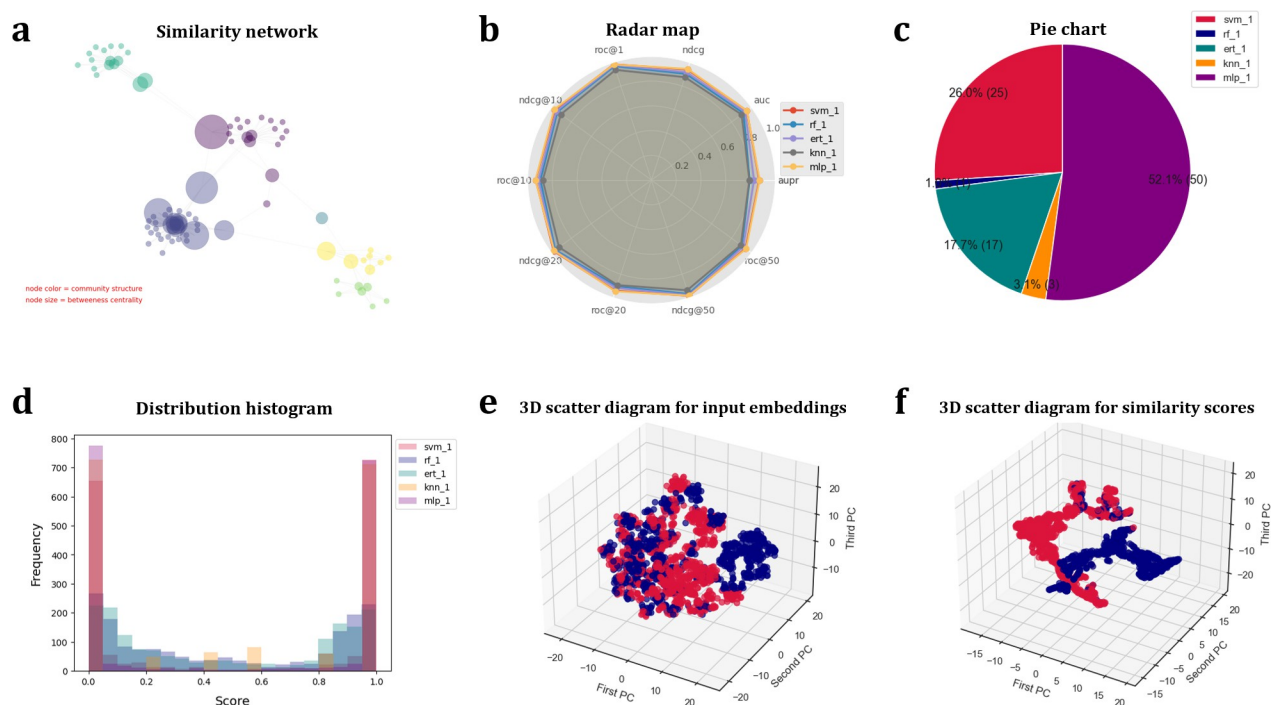 a
Similarity network
node color = community structure
node size = betweeness centrality
b
Radar map
roc@1
ndcg
ndcg@10
auc
roc@10
aupr
ndcg@20
roc@50
roc@20
ndcg@50
0.2
0.4
0.6
1.0
svm_1
rf_1
ert_1
knn_1
mlp_1
c
Pie chart
svm_1
rf_1
ert_1
knn_1
mlp_1
26.0% (25)
52.1% (50)
17.7% (17)
3.1% (3)
d
Distribution histogram
800
700
600
500
400
300
200
100
0
0.0
0.2
0.4
0.6
0.8
1.0
Frequency
Score
svm_1
rf_1
ert_1
knn_1
mlp_1
e
3D scatter diagram for input embeddings
−20
−10
0
10
20
First PC
−20
−10
0
10
20
Second PC
20
10
0
−10
Third PC
f
3D scatter diagram for similarity scores
−15
−10
−5
0
5
10
15
20
First PC
−15
−10
−5
0
5
10
15
20
Second PC
20
10
0
−10
−20
Third PC